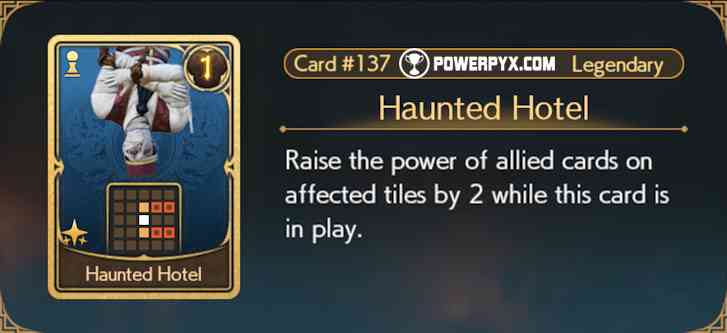 1
Haunted Hotel
Card #137 POWERPYX.COM Legendary
Haunted Hotel
Raise the power of allied cards on
affected tiles by 2 while this card is
in play.